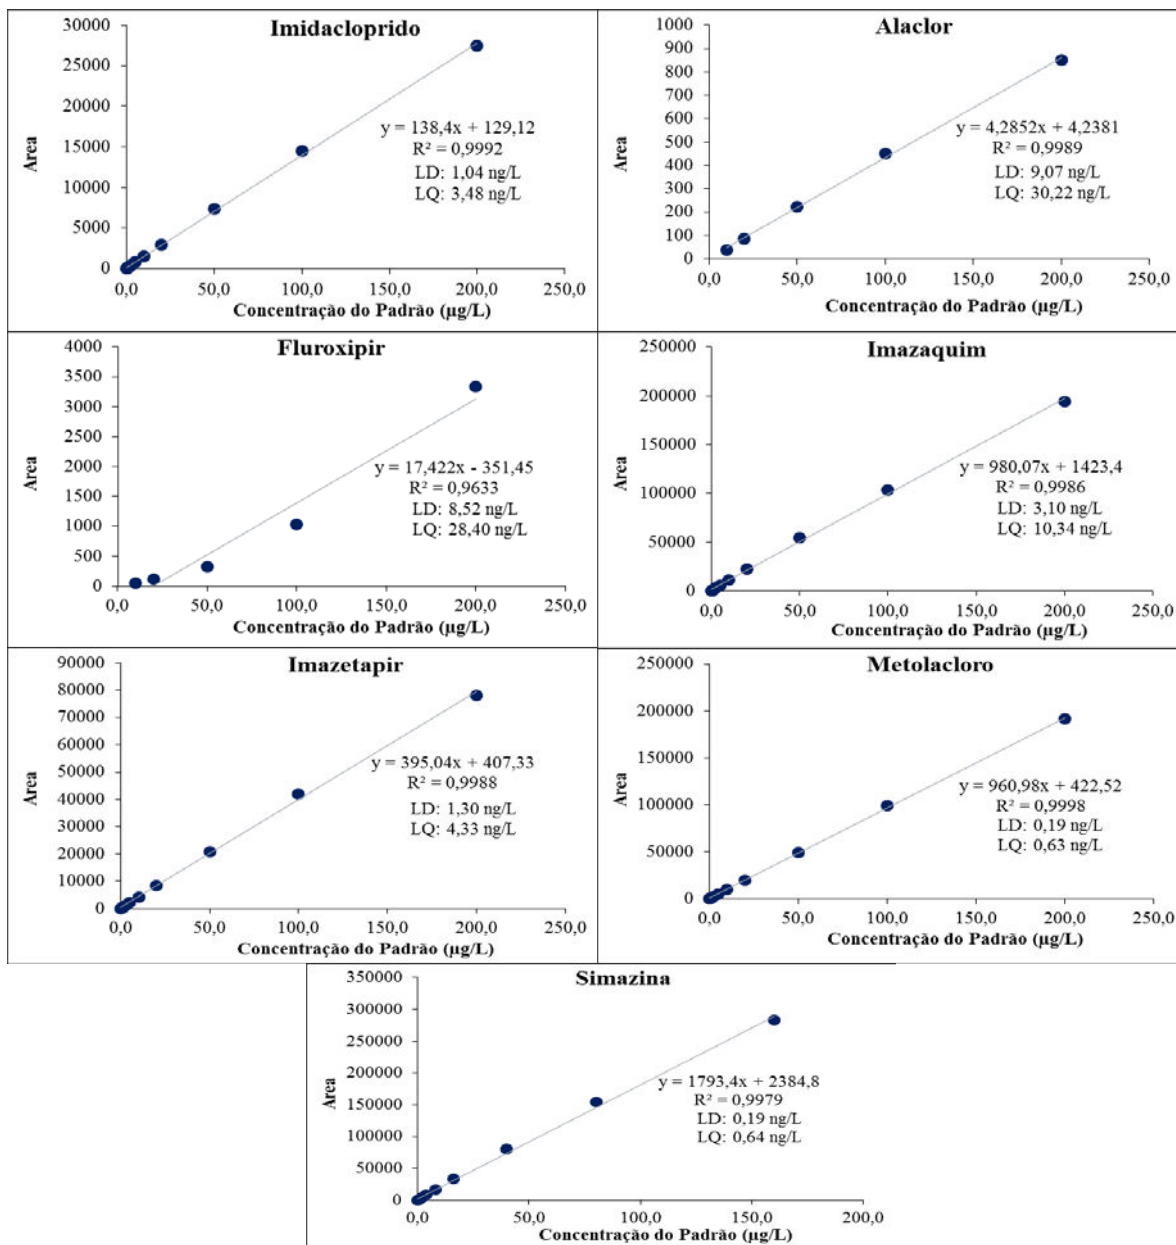 Imidacloprido
30000
25000
20000
15000
10000
5000
0
Area
y = 138,4x + 129,12
R² = 0,9992
LD: 1,04 ng/L
LQ: 3,48 ng/L
0,0 50,0 100,0 150,0 200,0 250,0
Concentração do Padrão (µg/L)
Alaclor
1000
900
800
700
600
500
400
300
200
100
0
Area
y = 4,2852x + 4,2381
R² = 0,9989
LD: 9,07 ng/L
LQ: 30,22 ng/L
0,0 50,0 100,0 150,0 200,0 250,0
Concentração do Padrão (µg/L)
Fluroxipir
4000
3500
3000
2500
2000
1500
1000
500
0
Area
y = 17,422x - 351,45
R² = 0,9633
LD: 8,52 ng/L
LQ: 28,40 ng/L
0,0 50,0 100,0 150,0 200,0 250,0
Concentração do Padrão (µg/L)
Imazaquim
250000
200000
150000
100000
50000
0
Area
y = 980,07x + 1423,4
R² = 0,9986
LD: 3,10 ng/L
LQ: 10,34 ng/L
0,0 50,0 100,0 150,0 200,0 250,0
Concentração do Padrão (µg/L)
Imazetapir
90000
80000
70000
60000
50000
40000
30000
20000
10000
0
Area
y = 395,04x + 407,33
R² = 0,9988
LD: 1,30 ng/L
LQ: 4,33 ng/L
0,0 50,0 100,0 150,0 200,0 250,0
Concentração do Padrão (µg/L)
Metolacloro
250000
200000
150000
100000
50000
0
Area
y = 960,98x + 422,52
R² = 0,9998
LD: 0,19 ng/L
LQ: 0,63 ng/L
0,0 50,0 100,0 150,0 200,0 250,0
Concentração do Padrão (µg/L)
Simazina
350000
300000
250000
200000
150000
100000
50000
0
Area
y = 1793,4x + 2384,8
R² = 0,9979
LD: 0,19 ng/L
LQ: 0,64 ng/L
0,0 50,0 100,0 150,0 200,0
Concentração do Padrão (µg/L)